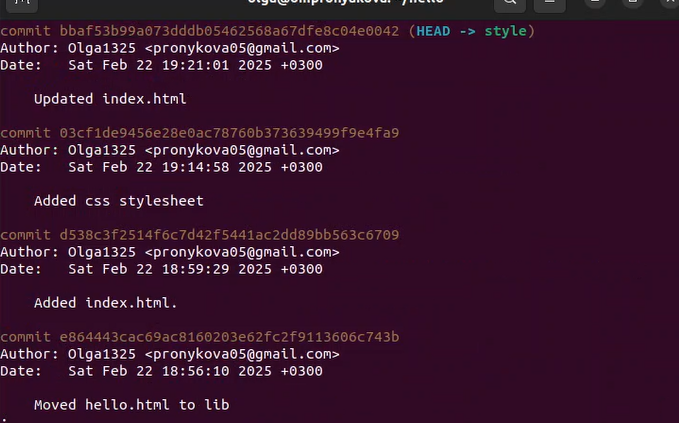 commit bbaf53b99a073dddb05462568a67dfe8c04e0042 (HEAD -> style)
Author: Olga1325 <pronykova05@gmail.com>
Date:   Sat Feb 22 19:21:01 2025 +0300
Updated index.html
commit 03cf1de9456e28e0ac78760b373639499f9e4fa9
Author: Olga1325 <pronykova05@gmail.com>
Date:   Sat Feb 22 19:14:58 2025 +0300
Added css stylesheet
commit d538c3f2514f6c7d42f5441ac2dd89bb563c6709
Author: Olga1325 <pronykova05@gmail.com>
Date:   Sat Feb 22 18:59:29 2025 +0300
Added index.html.
commit e864443cac69ac8160203e62fc2f9113606c743b
Author: Olga1325 <pronykova05@gmail.com>
Date:   Sat Feb 22 18:56:10 2025 +0300
Moved hello.html to lib